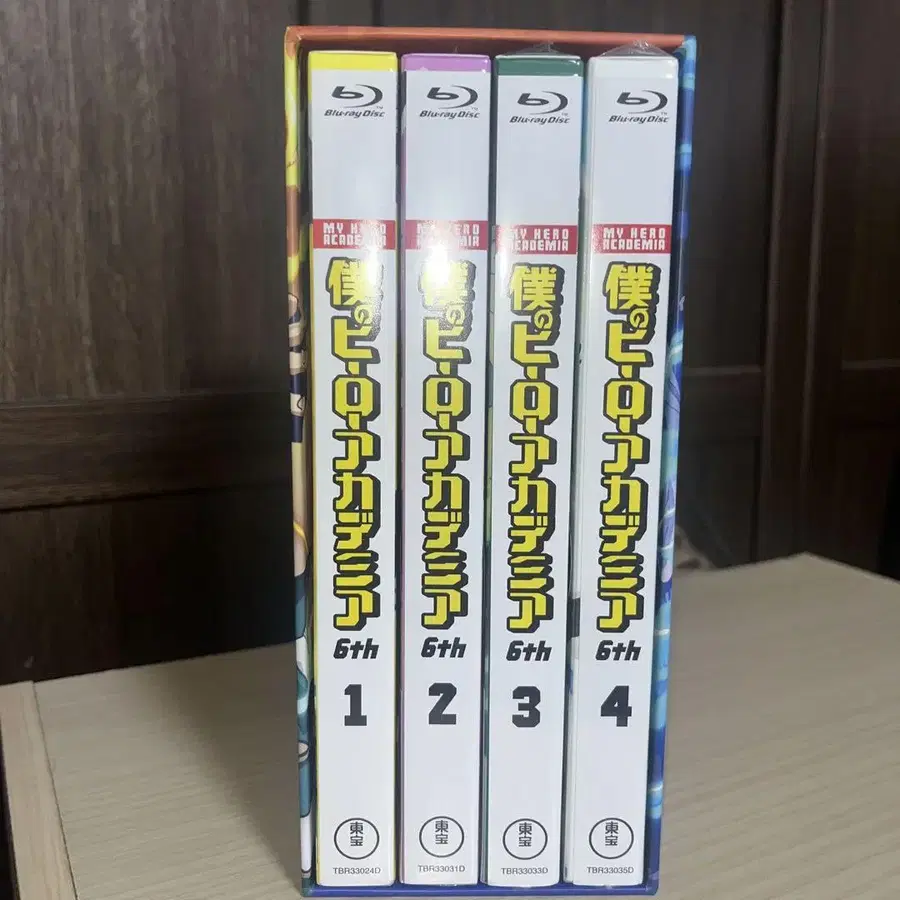 Blu-ray Disc
MY HERO
ACADEMIA
僕のヒーローアカデミア
6th
1
東宝
TBR33024D
Blu-ray Disc
MY HERO
ACADEMIA
僕のヒーローアカデミア
6th
2
東宝
TBR33031D
Blu-ray Disc
MY HERO
ACADEMIA
僕のヒーローアカデミア
6th
3
東宝
TBR33033D
Blu-ray Disc
MY HERO
ACADEMIA
僕のヒーローアカデミア
6th
4
東宝
TBR33035D